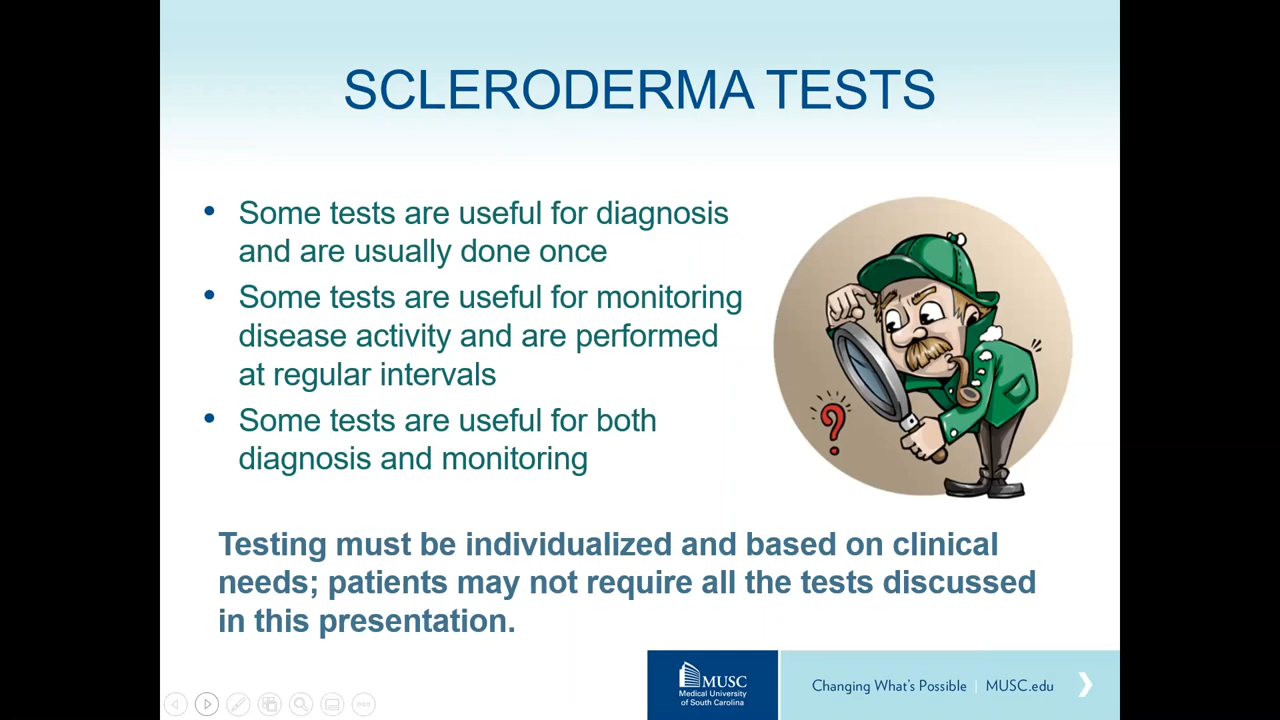 SCLERODERMA TESTS
• Some tests are useful for diagnosis
and are usually done once
• Some tests are useful for monitoring
disease activity and are performed
at regular intervals
• Some tests are useful for both
diagnosis and monitoring
?
Testing must be individualized and based on clinical
needs; patients may not require all the tests discussed
in this presentation.
MUSC
Medical University
of South Carolina
Changing What's Possible | MUSC.edu